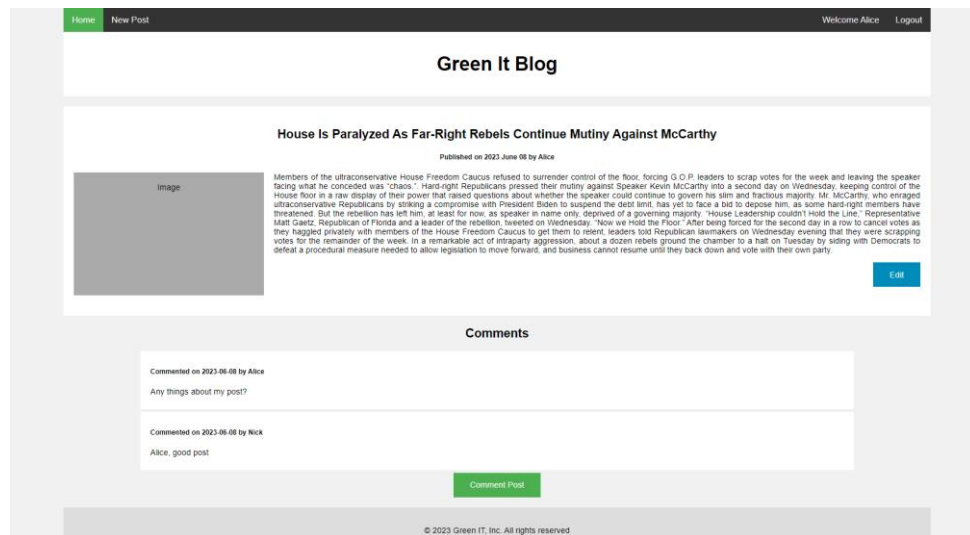 Home New Post Welcome Alice Logout
Green It Blog
House Is Paralyzed As Far-Right Rebels Continue Mutiny Against McCarthy
Published on 2023 June 08 by Alice
Image
Members of the ultraconservative House Freedom Caucus refused to surrender control of the floor, forcing G.O.P. leaders to scrap votes for the week and leaving the speaker
facing what he conceded was "chaos.". Hard-right Republicans pressed their mutiny against Speaker Kevin McCarthy into a second day on Wednesday, keeping control of the
House floor in a raw display of their power that raised questions about whether the speaker could continue to govern his slim and fractious majority. Mr. McCarthy, who enraged
ultraconservative Republicans by striking a compromise with President Biden to suspend the debt limit, has yet to face a bid to depose him, as some hard-right members have
threatened. But the rebellion has left him, at least for now, as speaker in name only, deprived of a governing majority. "House Leadership couldn't Hold the Line," Representative
Matt Gaetz, Republican of Florida and a leader of the rebellion, tweeted on Wednesday. "Now we Hold the Floor." After being forced for the second day in a row to cancel votes as
they haggled privately with members of the House Freedom Caucus to get them to relent, leaders told Republican lawmakers on Wednesday evening that they were scrapping
votes for the remainder of the week. In a remarkable act of intraparty aggression, about a dozen rebels ground the chamber to a halt on Tuesday by siding with Democrats to
defeat a procedural measure needed to allow legislation to move forward, and business cannot resume until they back down and vote with their own party.
Edit
Comments
Commented on 2023-06-08 by Alice
Any things about my post?
Commented on 2023-06-08 by Nick
Alice, good post
Comment Post
© 2023 Green IT, Inc. All rights reserved